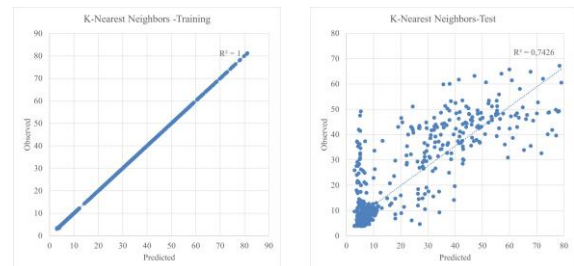 K-Nearest Neighbors -Training
90
80
70
60
50
40
30
20
10
0
R² = 1
Observed
0 10 20 30 40 50 60 70 80 90
Predicted
K-Nearest Neighbors-Test
80
70
60
50
40
30
20
10
0
R² = 0,7426
Observed
0 10 20 30 40 50 60 70 80
Predicted